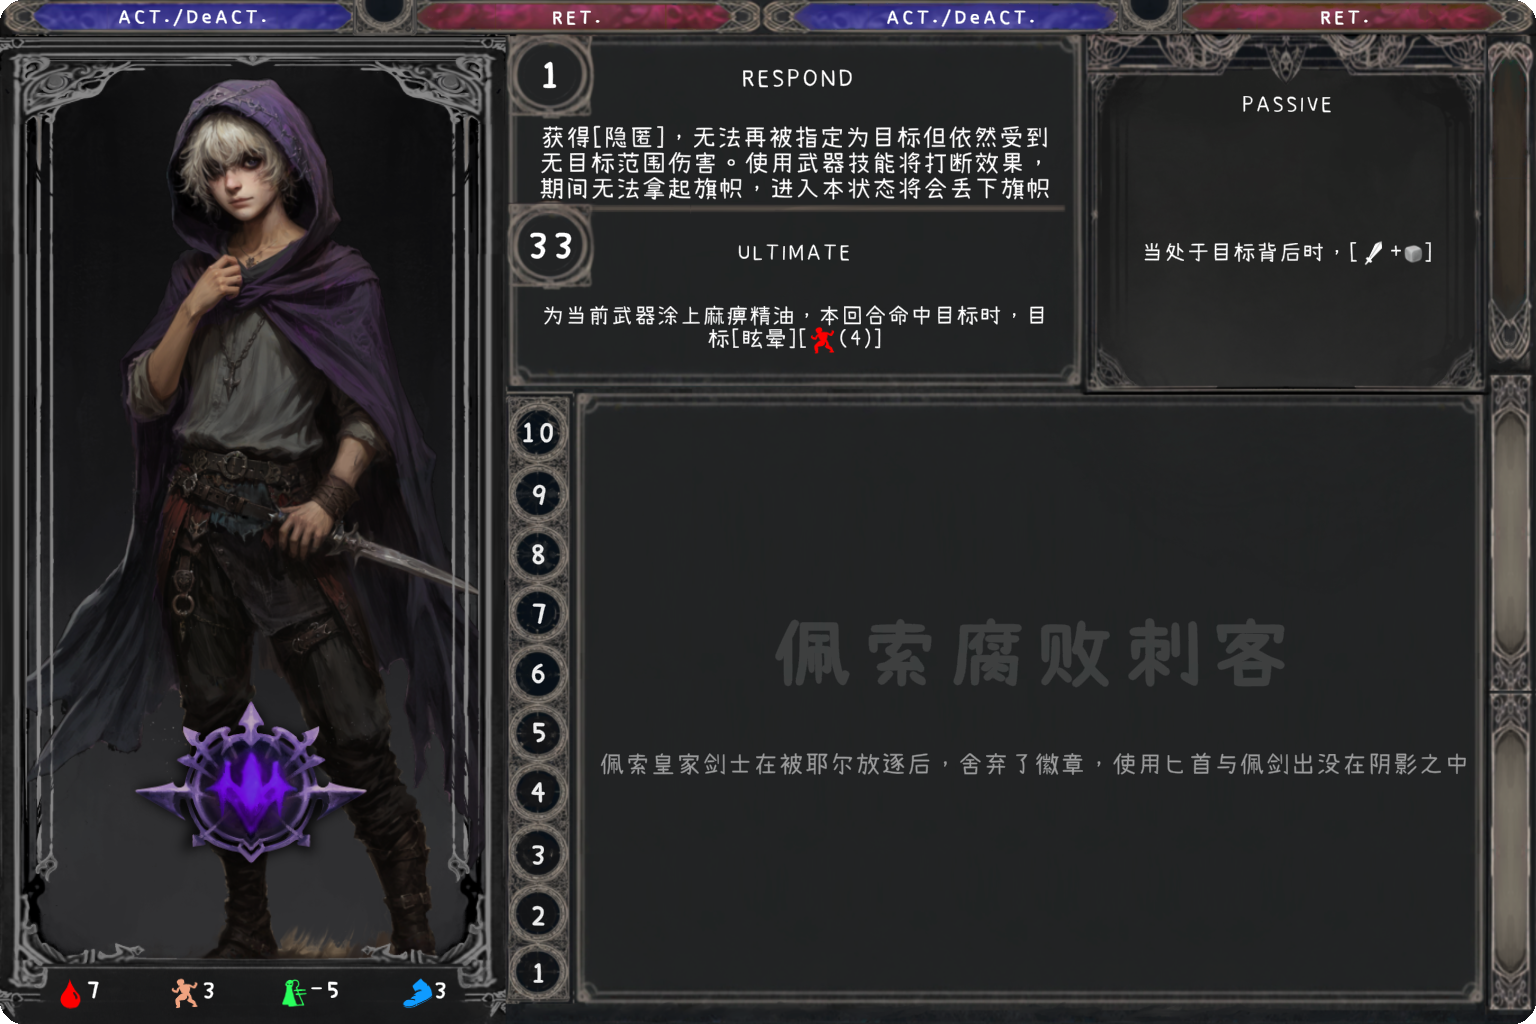 ACT./DeACT.
RET.
ACT./DeACT.
RET.
1
RESPOND
获得[隐匿]，无法再被指定为目标但依然受到
无目标范围伤害。使用武器技能将打断效果，
期间无法拿起旗帜，进入本状态将会丢下旗帜
33
ULTIMATE
为当前武器涂上麻痹精油，本回合命中目标时，目
标[眩晕][(4)]
PASSIVE
当处于目标背后时，[+]
10
9
8
7
6
5
4
3
2
1
佩索腐败刺客
佩索皇家剑士在被耶尔放逐后，舍弃了徽章，使用匕首与佩剑出没在阴影之中
7
3
-5
3